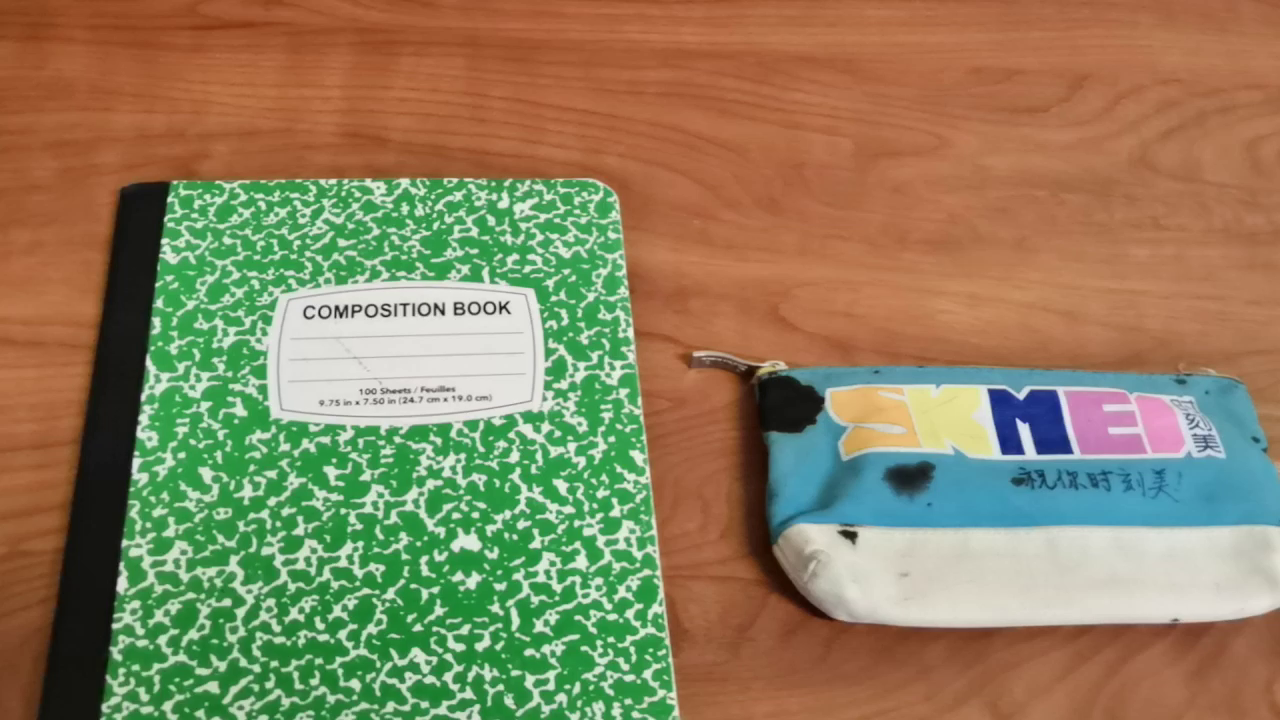 COMPOSITION BOOK
100 Sheets / Feuilles
9.75 in x 7.50 in (24.7 cm x 19.0 cm)
SKMEI
时刻美
祝你时刻美!